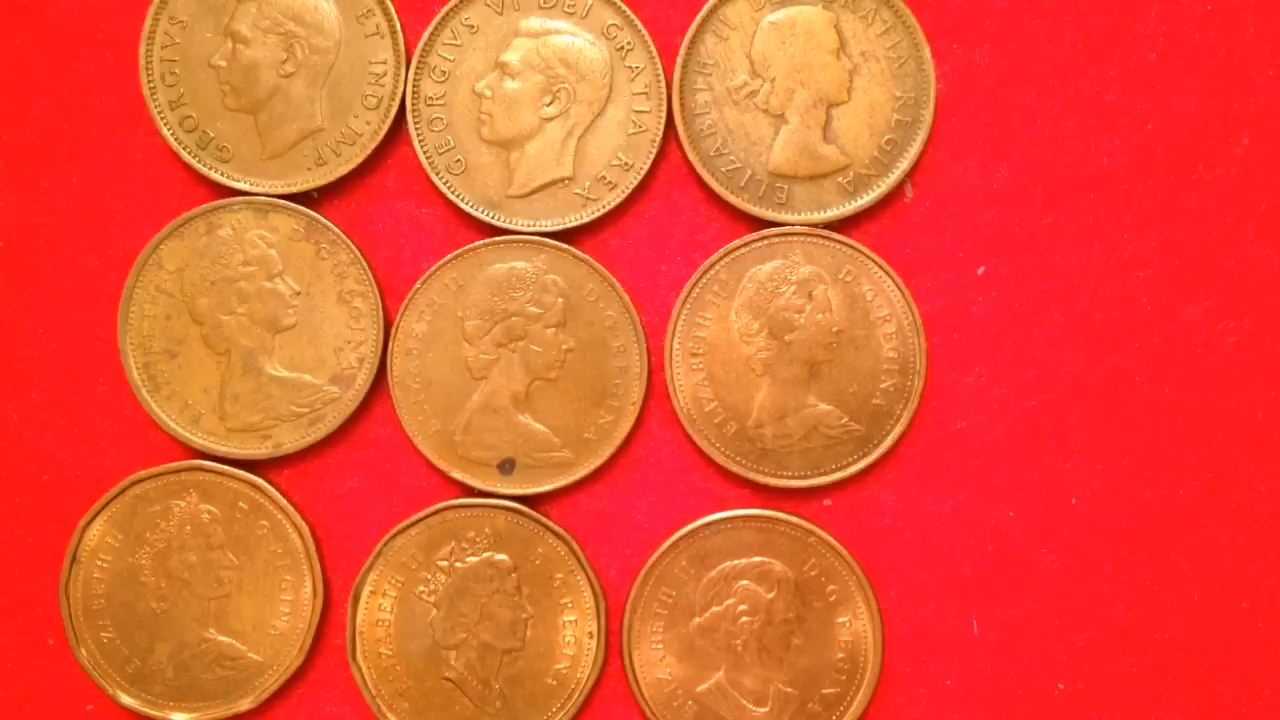 GEORGIVS ET IND: IMP:
GEORGIVS VI DEI GRATIA REX
ELIZABETH II DEI GRATIA REGINA
D·G·REGINA
ELIZABETH II D·G·REGINA
ELIZABETH II D·G·REGINA
ELIZABETH II D·G·REGINA
ELIZABETH II D·G·REGINA
ELIZABETH II D·G·REGINA